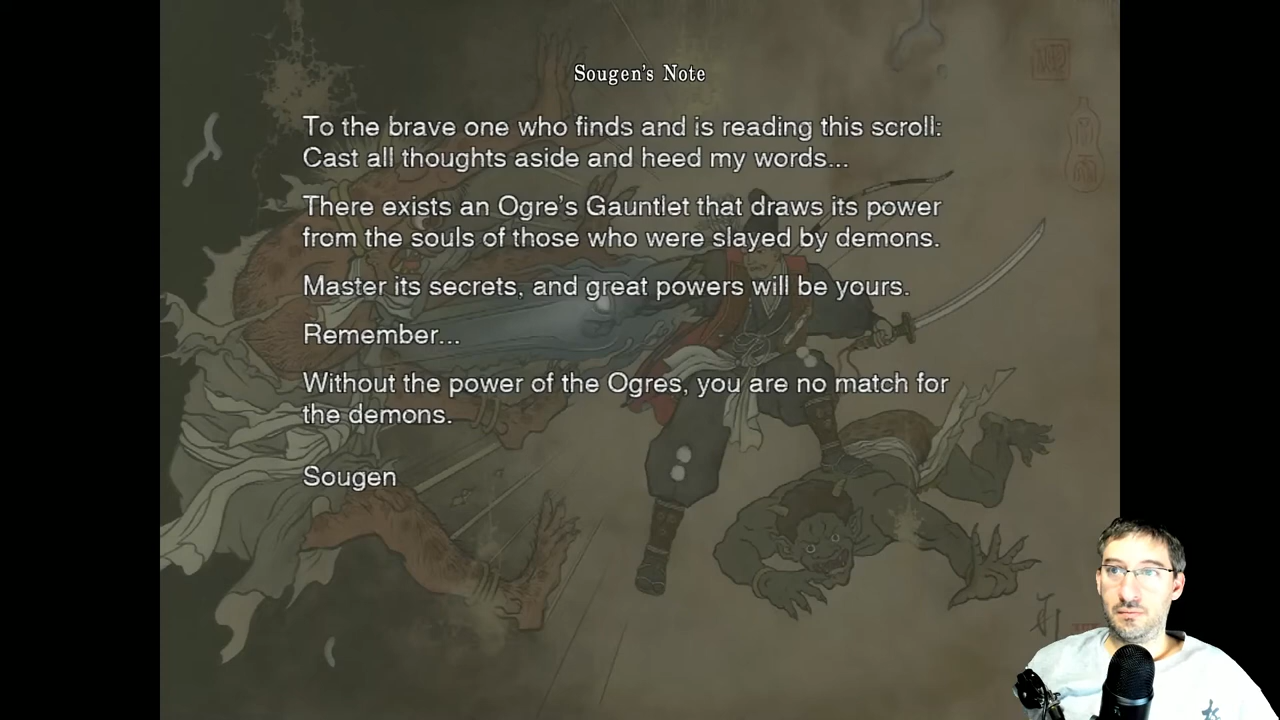 Sougen's Note
To the brave one who finds and is reading this scroll:
Cast all thoughts aside and heed my words...
There exists an Ogre's Gauntlet that draws its power
from the souls of those who were slayed by demons.
Master its secrets, and great powers will be yours.
Remember...
Without the power of the Ogres, you are no match for
the demons.
Sougen